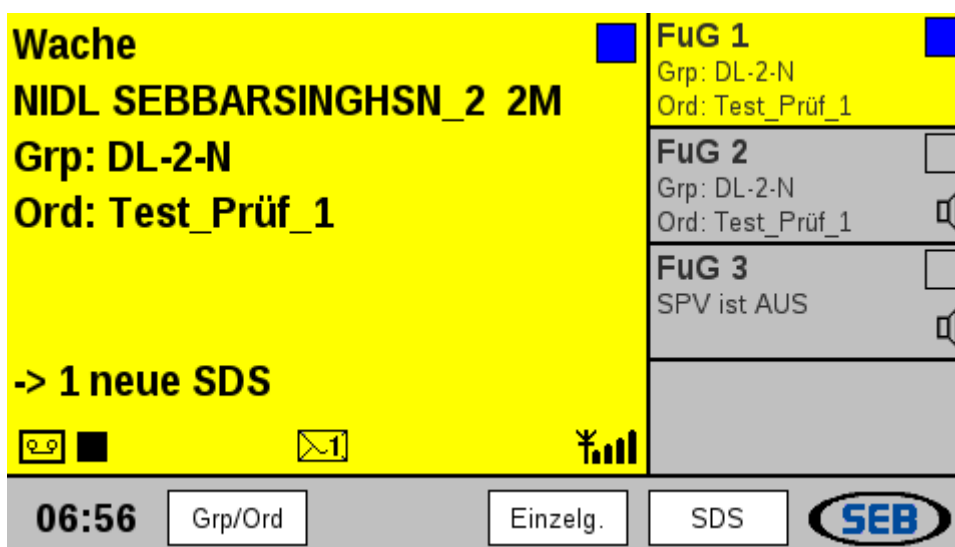 Wache
NIDL SEBBARSINGHSN_2 2M
Grp: DL-2-N
Ord: Test_Prüf_1
-> 1 neue SDS
1
FuG 1
Grp: DL-2-N
Ord: Test_Prüf_1
FuG 2
Grp: DL-2-N
Ord: Test_Prüf_1
FuG 3
SPV ist AUS
06:56
Grp/Ord
Einzelg.
SDS
SEB